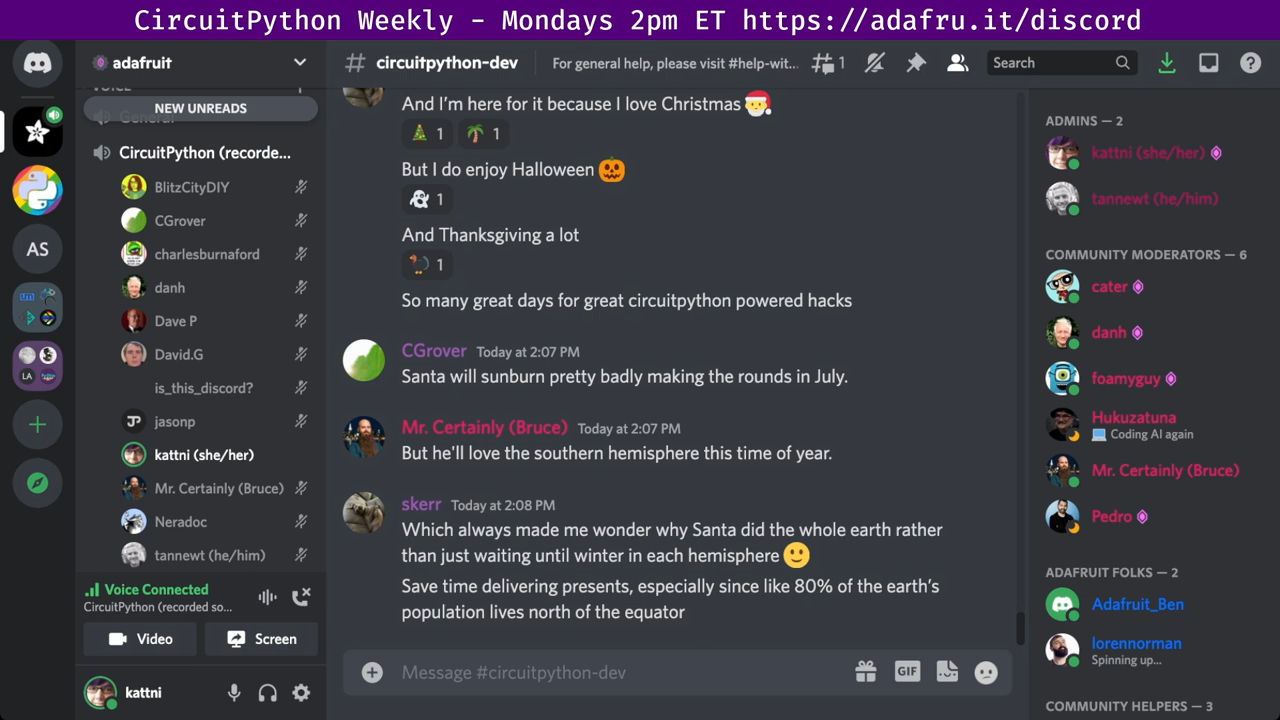 CircuitPython Weekly - Mondays 2pm ET https://adafru.it/discord
adafruit
VOICE
NEW UNREADS
General
CircuitPython (recorde...
BlitzCityDIY
CGrover
charlesburnaford
danh
Dave P
David.G
is_this_discord?
jasonp
JP
kattni (she/her)
Mr. Certainly (Bruce)
Neradoc
tannewt (he/him)
Voice Connected
CircuitPython (recorded so...
Video
Screen
kattni
AS
LA
# circuitpython-dev
For general help, please visit #help-wit...
1
Search
And I'm here for it because I love Christmas 🎅
🎄 1 🌴 1
But I do enjoy Halloween 🎃
👻 1
And Thanksgiving a lot
🦃 1
So many great days for great circuitpython powered hacks
CGrover Today at 2:07 PM
Santa will sunburn pretty badly making the rounds in July.
Mr. Certainly (Bruce) Today at 2:07 PM
But he'll love the southern hemisphere this time of year.
skerr Today at 2:08 PM
Which always made me wonder why Santa did the whole earth rather
than just waiting until winter in each hemisphere 🙂
Save time delivering presents, especially since like 80% of the earth's
population lives north of the equator
Message #circuitpython-dev
GIF
ADMINS — 2
kattni (she/her)
tannewt (he/him)
COMMUNITY MODERATORS — 6
cater
danh
foamyguy
Hukuzatuna
💻 Coding AI again
Mr. Certainly (Bruce)
Pedro
ADAFRUIT FOLKS — 2
Adafruit_Ben
lorennorman
Spinning up...
COMMUNITY HELPERS — 3